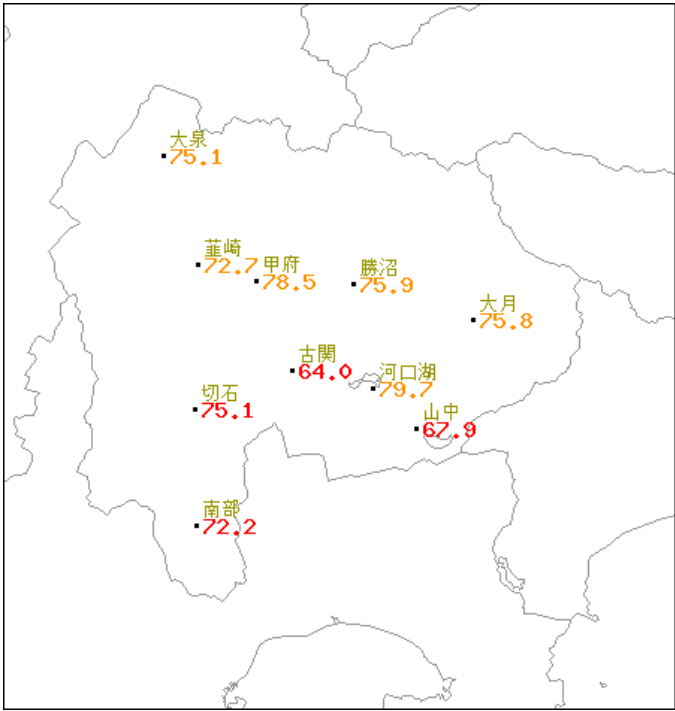 大泉
75.1
韮崎
72.7
甲府
78.5
勝沼
75.9
大月
75.8
古関
64.0
河口湖
79.7
切石
75.1
山中
67.9
南部
72.2